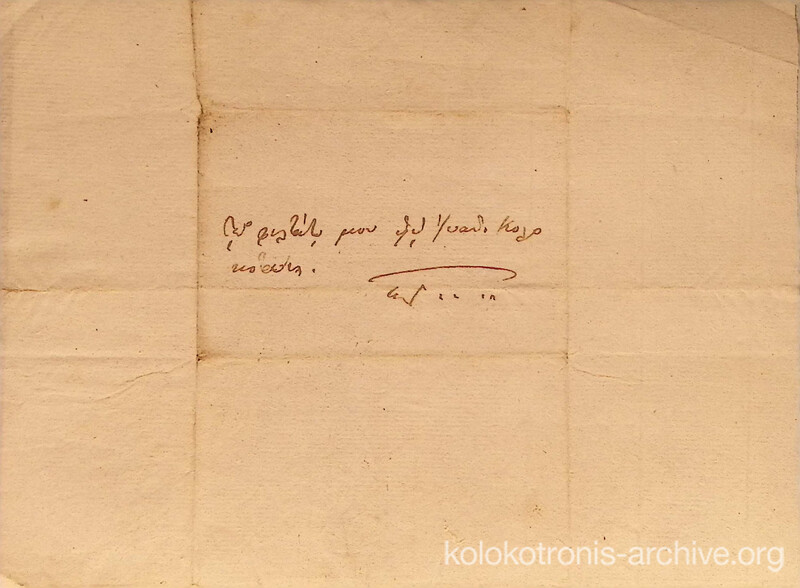 Τῷ φιλτάτῳ μου υἱῷ Ἰωάν. Κολο
κοτρώνῃ.
kolokotronis-archive.org